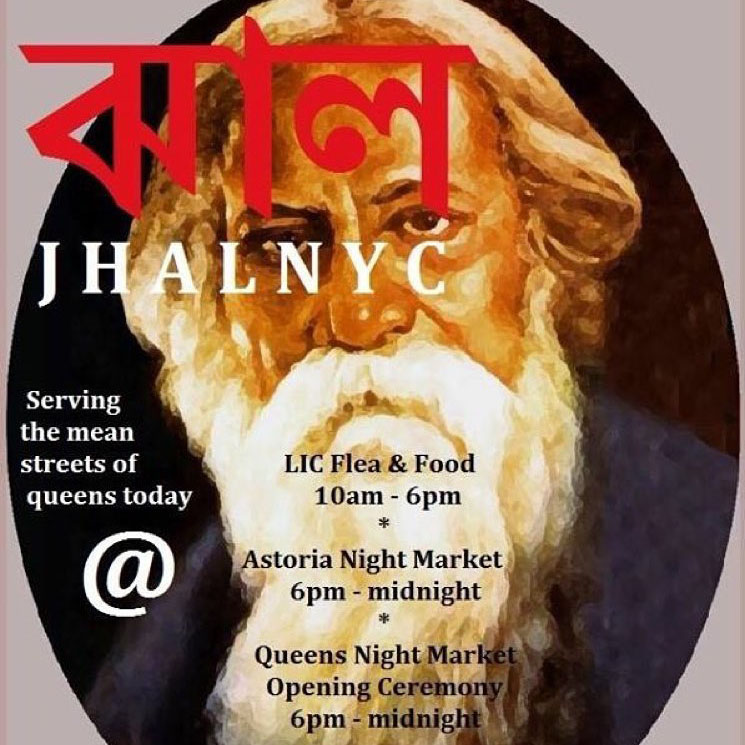 ঝাল
JHALNYC
Serving
the mean
streets of
queens today
@
LIC Flea & Food
10am - 6pm
*
Astoria Night Market
6pm - midnight
*
Queens Night Market
Opening Ceremony
6pm - midnight